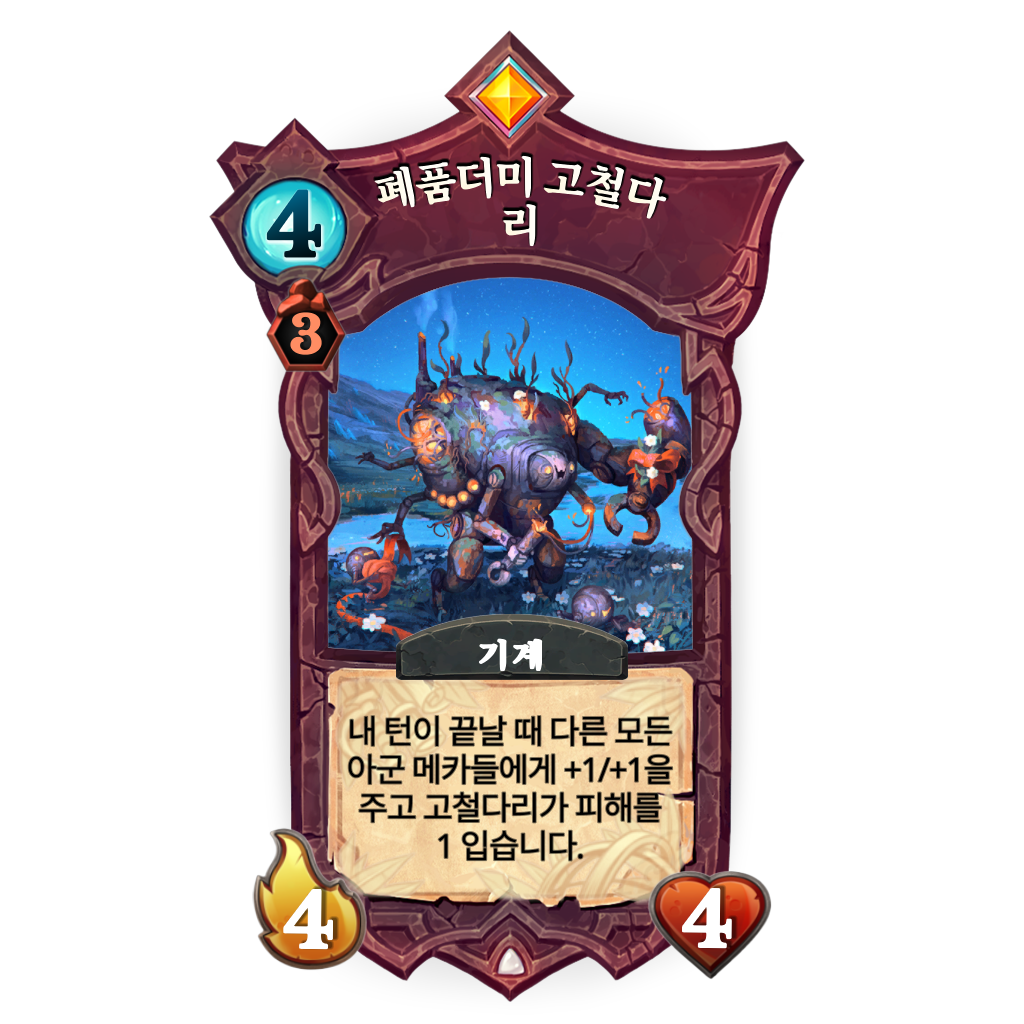 폐품더미 고철다
리
4
3
기계
내 턴이 끝날 때 다른 모든
아군 메카들에게 +1/+1을
주고 고철다리가 피해를
1 입습니다.
4
4